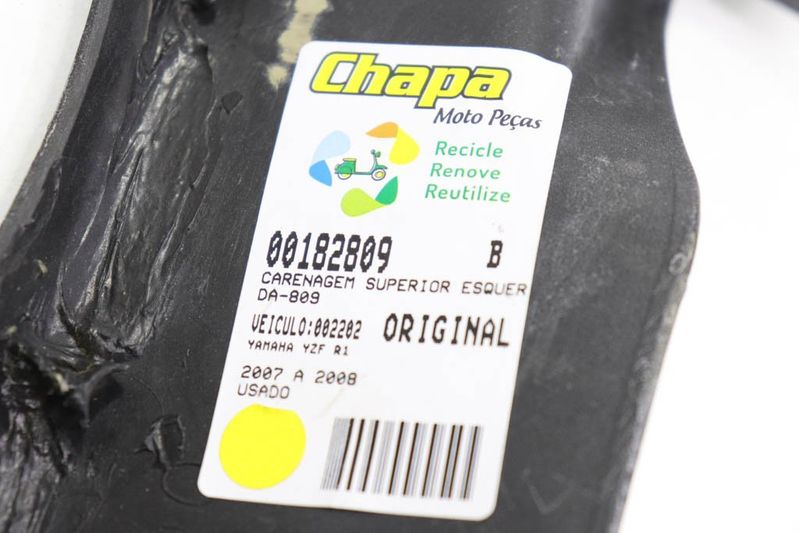 Chapa
Moto Peças
Recicle
Renove
Reutilize
00182809 B
CARENAGEM SUPERIOR ESQUER
DA-809
VEICULO:002202 ORIGINAL
YAMAHA YZF R1
2007 A 2008
USADO